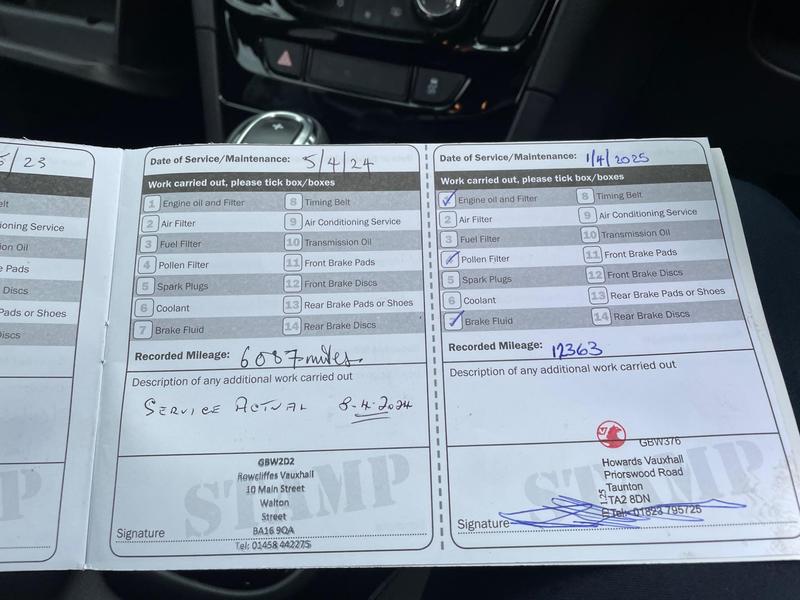 5/23
elt
ioning Service
ion Oil
Pads
Discs
Pads or Shoes
Discs
Date of Service/Maintenance: 5/4/24
Work carried out, please tick box/boxes
1 Engine oil and Filter 8 Timing Belt
2 Air Filter 9 Air Conditioning Service
3 Fuel Filter 10 Transmission Oil
4 Pollen Filter 11 Front Brake Pads
5 Spark Plugs 12 Front Brake Discs
6 Coolant 13 Rear Brake Pads or Shoes
7 Brake Fluid 14 Rear Brake Discs
Recorded Mileage: 6087 miles.
Description of any additional work carried out
SERVICE ACTUAL 8-4-2024
STAMP
GBW2D2
Rowcliffes Vauxhall
10 Main Street
Walton
Street
BA16 9QA
Signature
Tel: 01458 442275
Date of Service/Maintenance: 1/4/2025
Work carried out, please tick box/boxes
Engine oil and Filter 8 Timing Belt
2 Air Filter 9 Air Conditioning Service
3 Fuel Filter 10 Transmission Oil
Pollen Filter 11 Front Brake Pads
5 Spark Plugs 12 Front Brake Discs
6 Coolant 13 Rear Brake Pads or Shoes
Brake Fluid 14 Rear Brake Discs
Recorded Mileage: 12363
Description of any additional work carried out
STAMP
GBW376
Howards Vauxhall
Priorswood Road
Taunton
TA2 8DN
Tel: 01823 795725
Signature